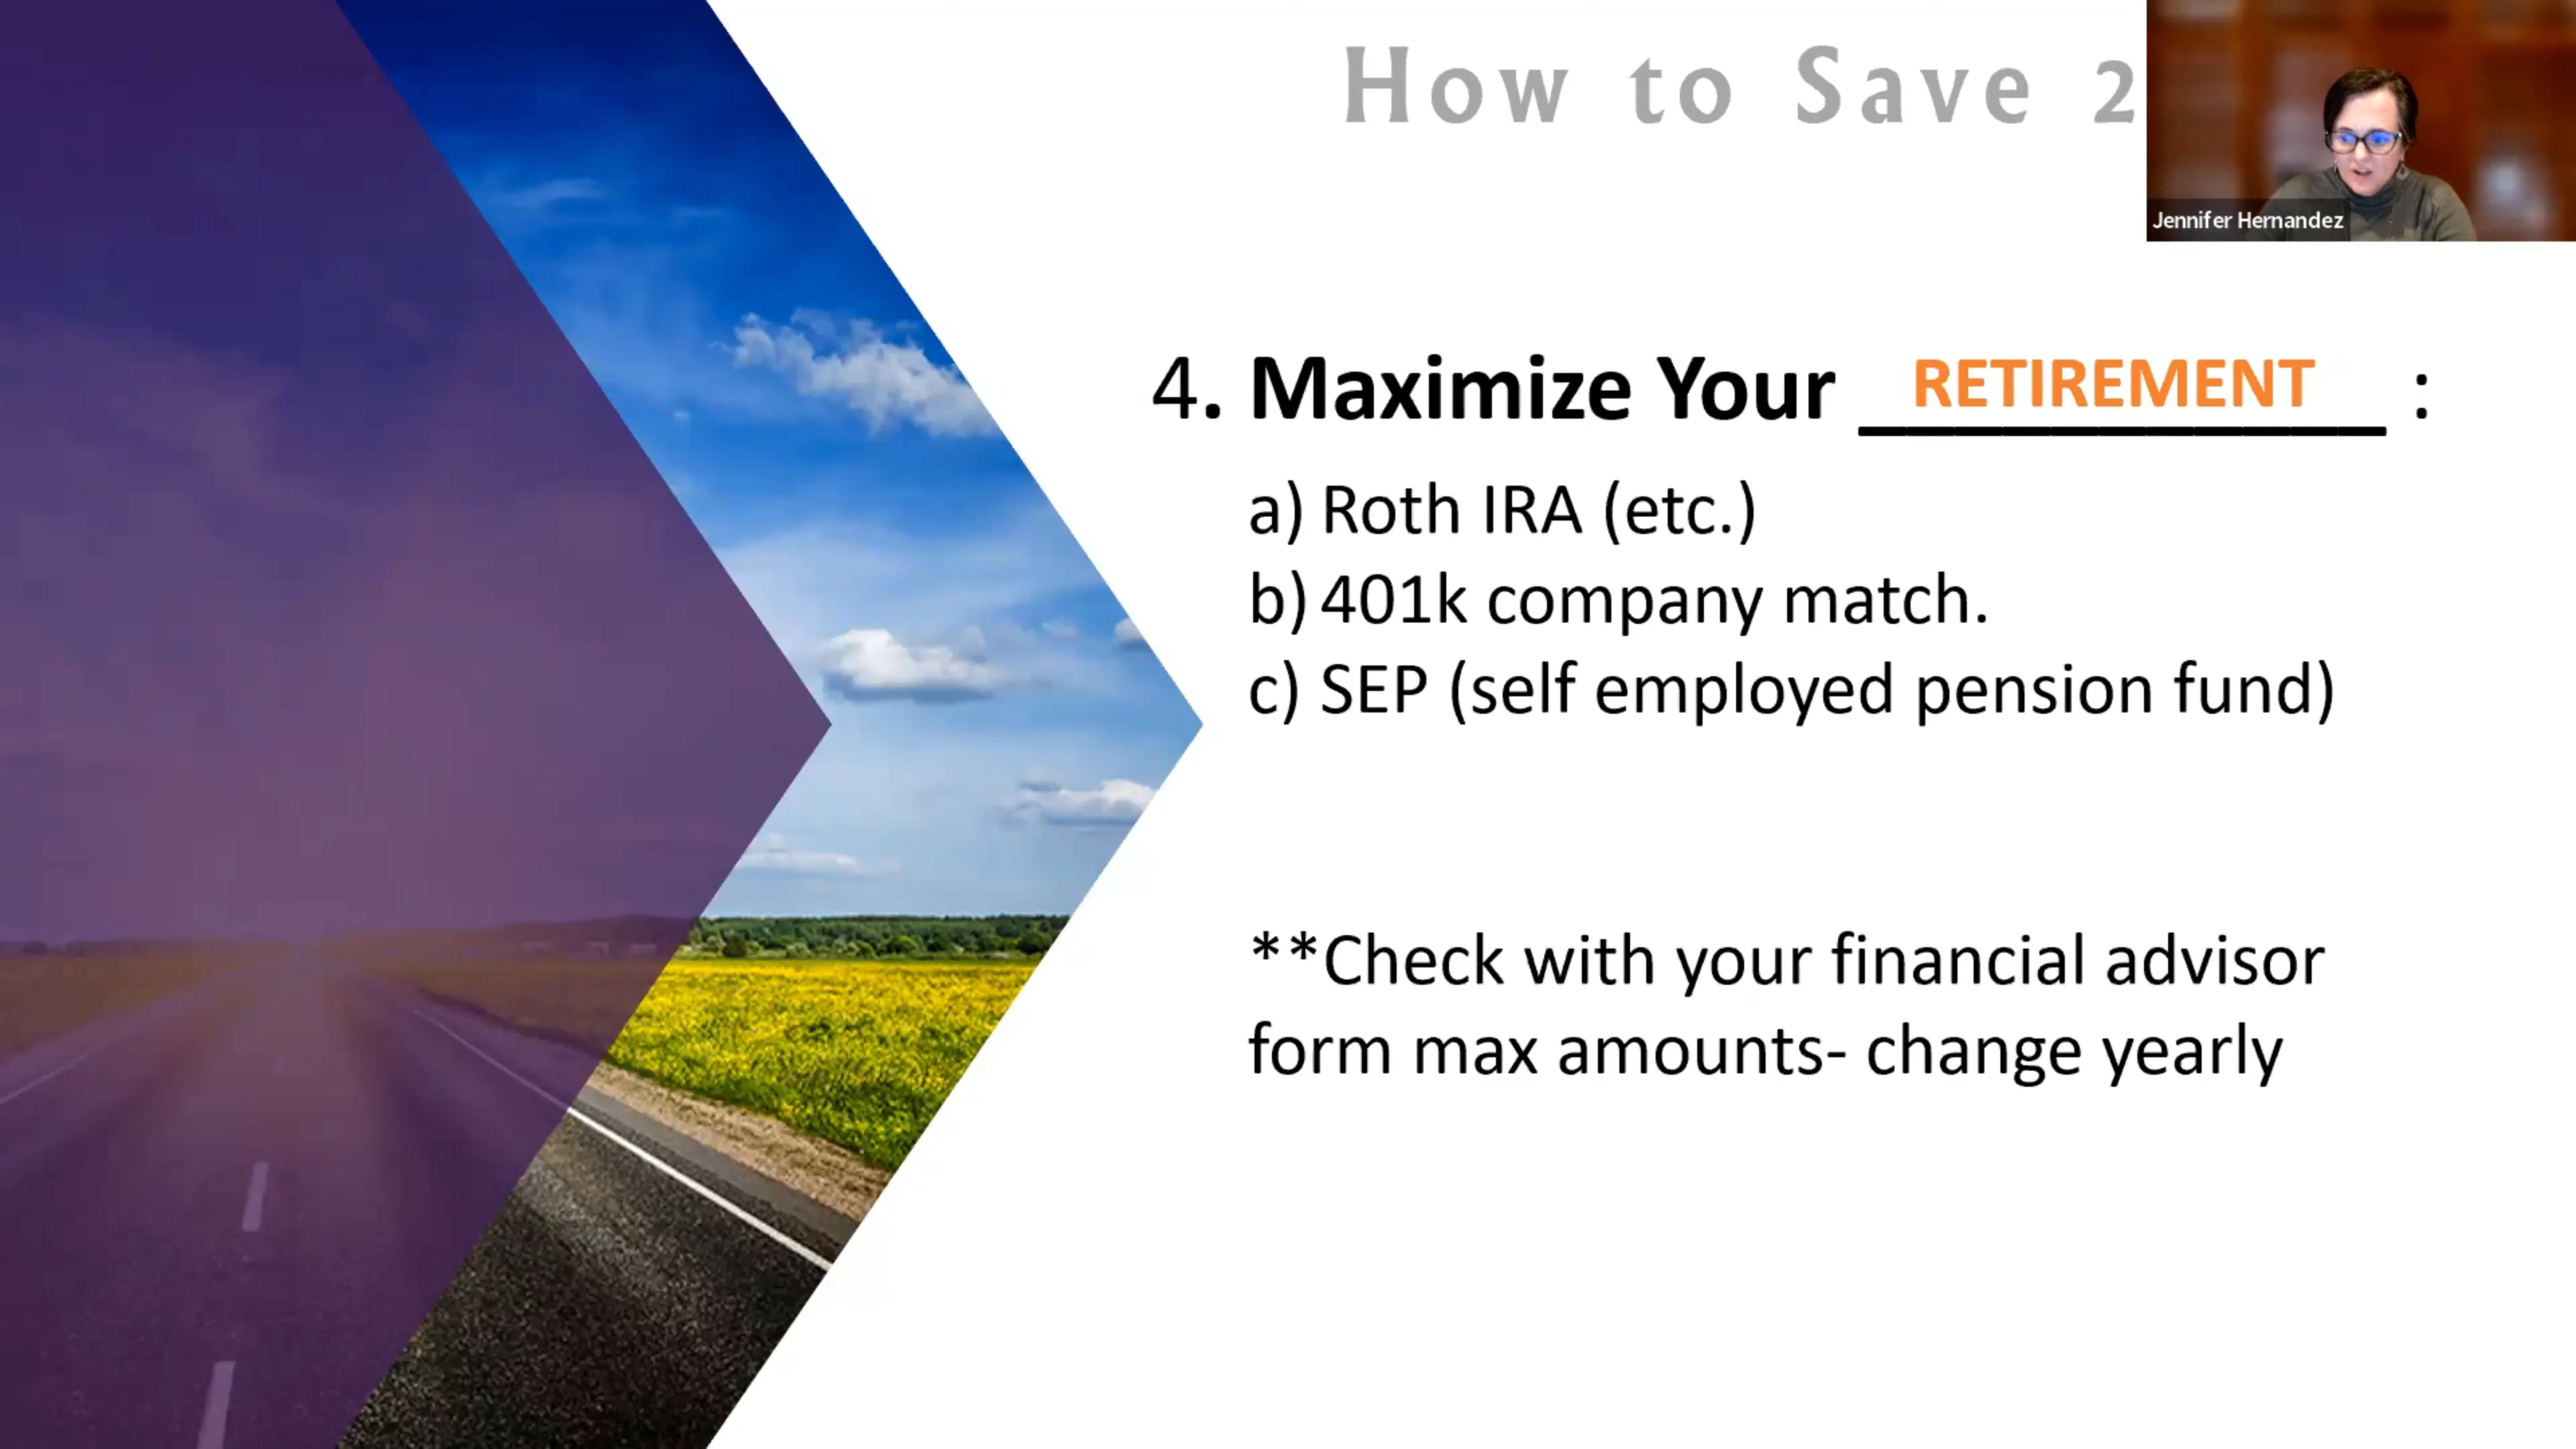 How to Save 2
Jennifer Hernandez
4. Maximize Your RETIREMENT :
a) Roth IRA (etc.)
b) 401k company match.
c) SEP (self employed pension fund)
**Check with your financial advisor
form max amounts- change yearly